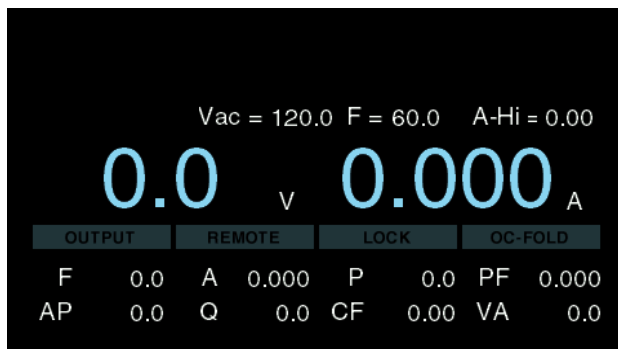 Vac = 120.0 F = 60.0 A-Hi = 0.00
0.0 V 0.000 A
OUTPUT REMOTE LOCK OC-FOLD
F 0.0 A 0.000 P 0.0 PF 0.000
AP 0.0 Q 0.0 CF 0.00 VA 0.0